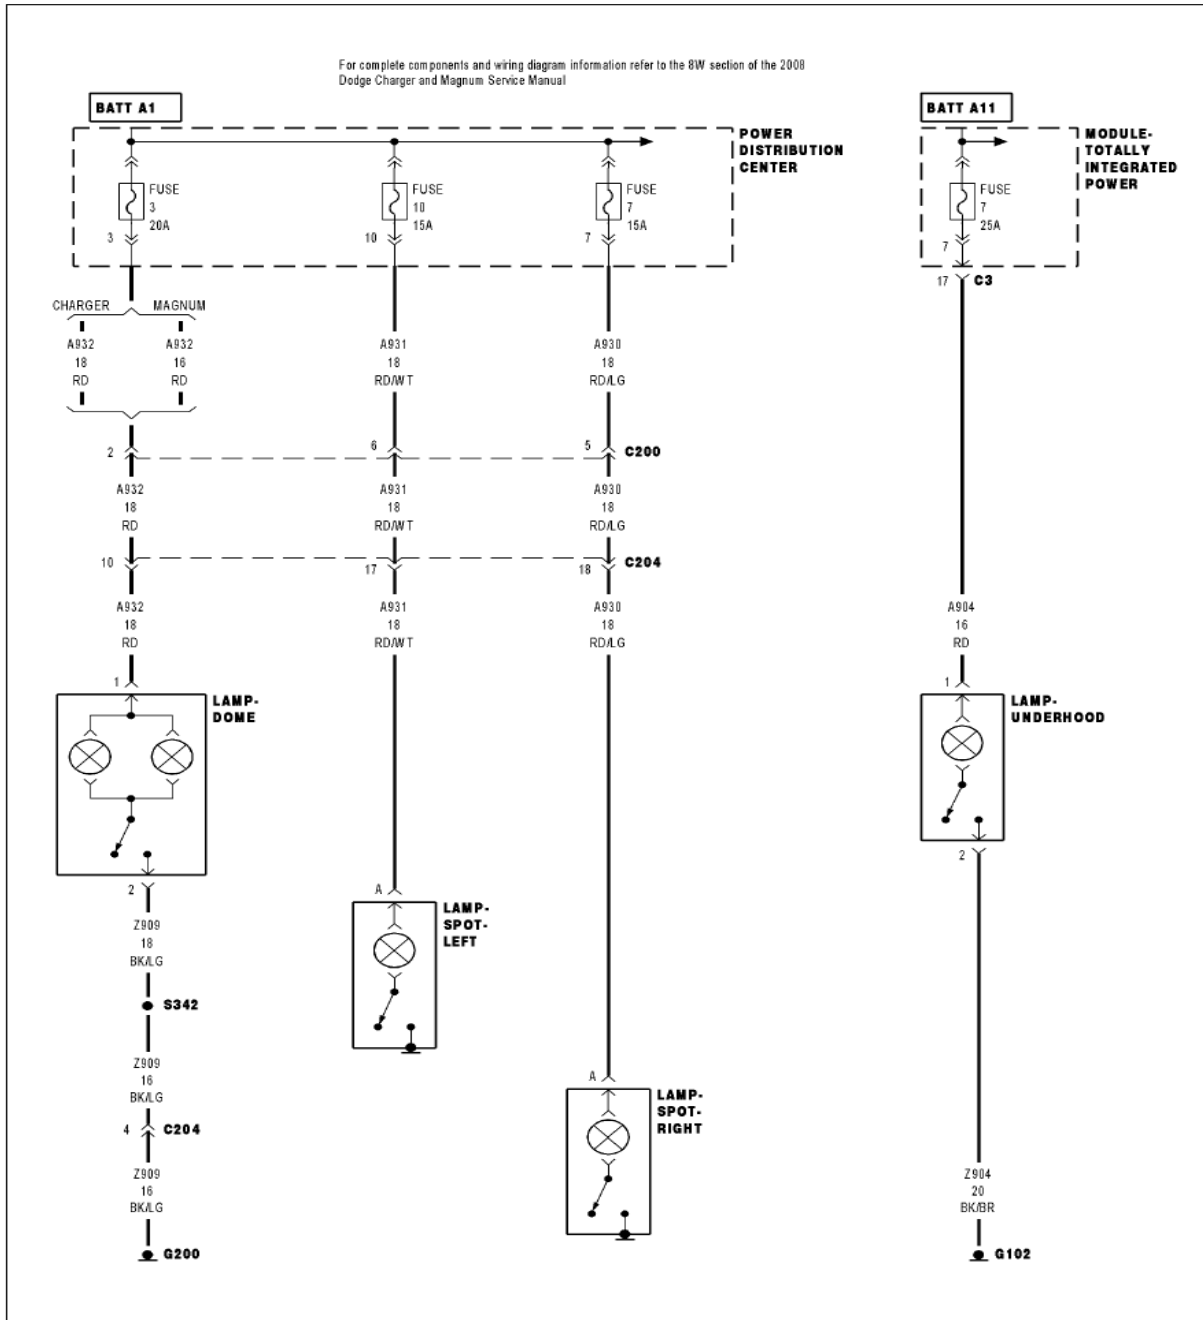 For complete components and wiring diagram information refer to the 8W section of the 2008
Dodge Charger and Magnum Service Manual
BATT A1
BATT A11
POWER
DISTRIBUTION
CENTER
MODULE-
TOTALLY
INTEGRATED
POWER
FUSE
3
20A
3
FUSE
10
15A
10
FUSE
7
15A
7
FUSE
7
25A
7
17
C3
CHARGER
MAGNUM
A932
18
RD
A932
16
RD
A931
18
RD/WT
A930
18
RD/LG
2
6
5
C200
A932
18
RD
A931
18
RD/WT
A930
18
RD/LG
10
17
18
C204
A932
18
RD
A931
18
RD/WT
A930
18
RD/LG
A904
16
RD
1
LAMP-
DOME
1
LAMP-
UNDERHOOD
2
2
Z909
18
BK/LG
A
LAMP-
SPOT-
LEFT
S342
Z909
16
BK/LG
A
LAMP-
SPOT-
RIGHT
4
C204
Z909
16
BK/LG
Z904
20
BK/BR
G200
G102